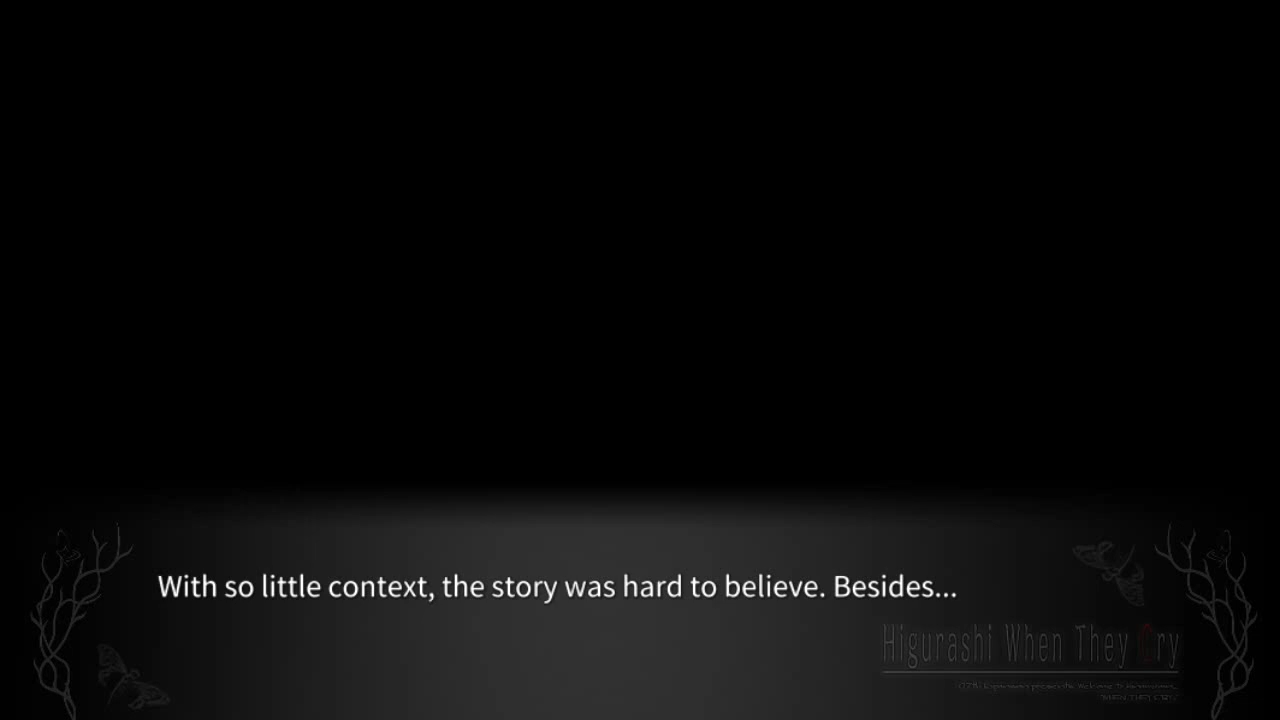 With so little context, the story was hard to believe. Besides...
Higurashi When They Cry